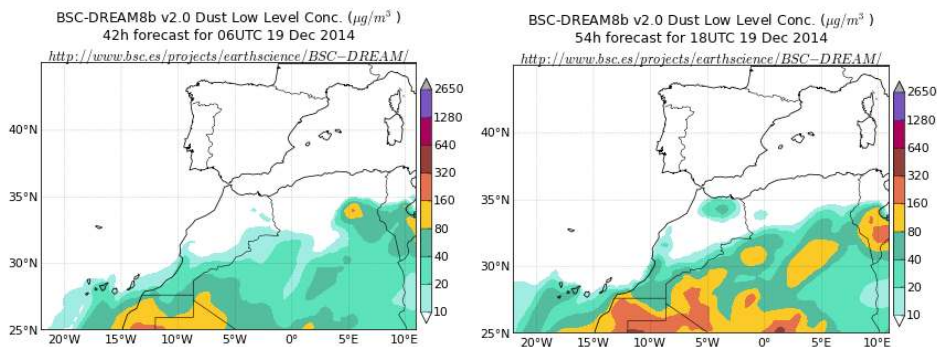 BSC-DREAM8b v2.0 Dust Low Level Conc. (μg/m³ )
42h forecast for 06UTC 19 Dec 2014
http://www.bsc.es/projects/earthscience/BSC−DREAM/
40°N
35°N
30°N
25°N
20°W 15°W 10°W 5°W 0°W 5°E 10°E
2650
1280
640
320
160
80
40
20
10
BSC-DREAM8b v2.0 Dust Low Level Conc. (μg/m³ )
54h forecast for 18UTC 19 Dec 2014
http://www.bsc.es/projects/earthscience/BSC−DREAM/
40°N
35°N
30°N
25°N
20°W 15°W 10°W 5°W 0°W 5°E 10°E
2650
1280
640
320
160
80
40
20
10